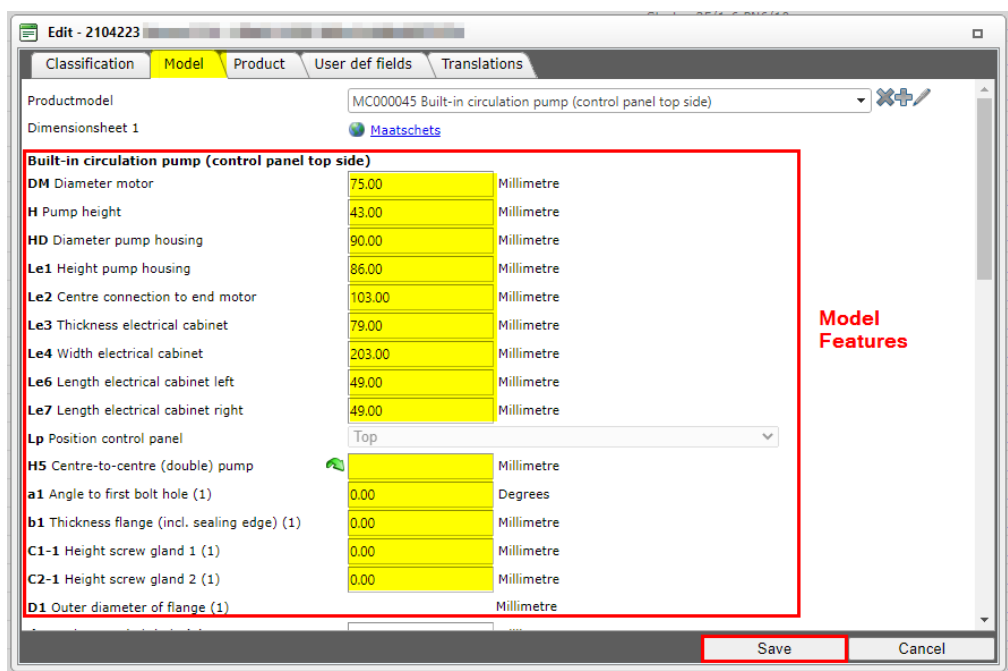 Edit - 2104223
Classification Model Product User def fields Translations
Productmodel MC000045 Built-in circulation pump (control panel top side)
Dimensionsheet 1 Maatschets
Built-in circulation pump (control panel top side)
DM Diameter motor 75.00 Millimetre
H Pump height 43.00 Millimetre
HD Diameter pump housing 90.00 Millimetre
Le1 Height pump housing 86.00 Millimetre
Le2 Centre connection to end motor 103.00 Millimetre
Le3 Thickness electrical cabinet 79.00 Millimetre
Le4 Width electrical cabinet 203.00 Millimetre
Le6 Length electrical cabinet left 49.00 Millimetre
Le7 Length electrical cabinet right 49.00 Millimetre
Lp Position control panel Top
H5 Centre-to-centre (double) pump Millimetre
a1 Angle to first bolt hole (1) 0.00 Degrees
b1 Thickness flange (incl. sealing edge) (1) 0.00 Millimetre
C1-1 Height screw gland 1 (1) 0.00 Millimetre
C2-1 Height screw gland 2 (1) 0.00 Millimetre
D1 Outer diameter of flange (1) Millimetre
Model
Features
Save Cancel